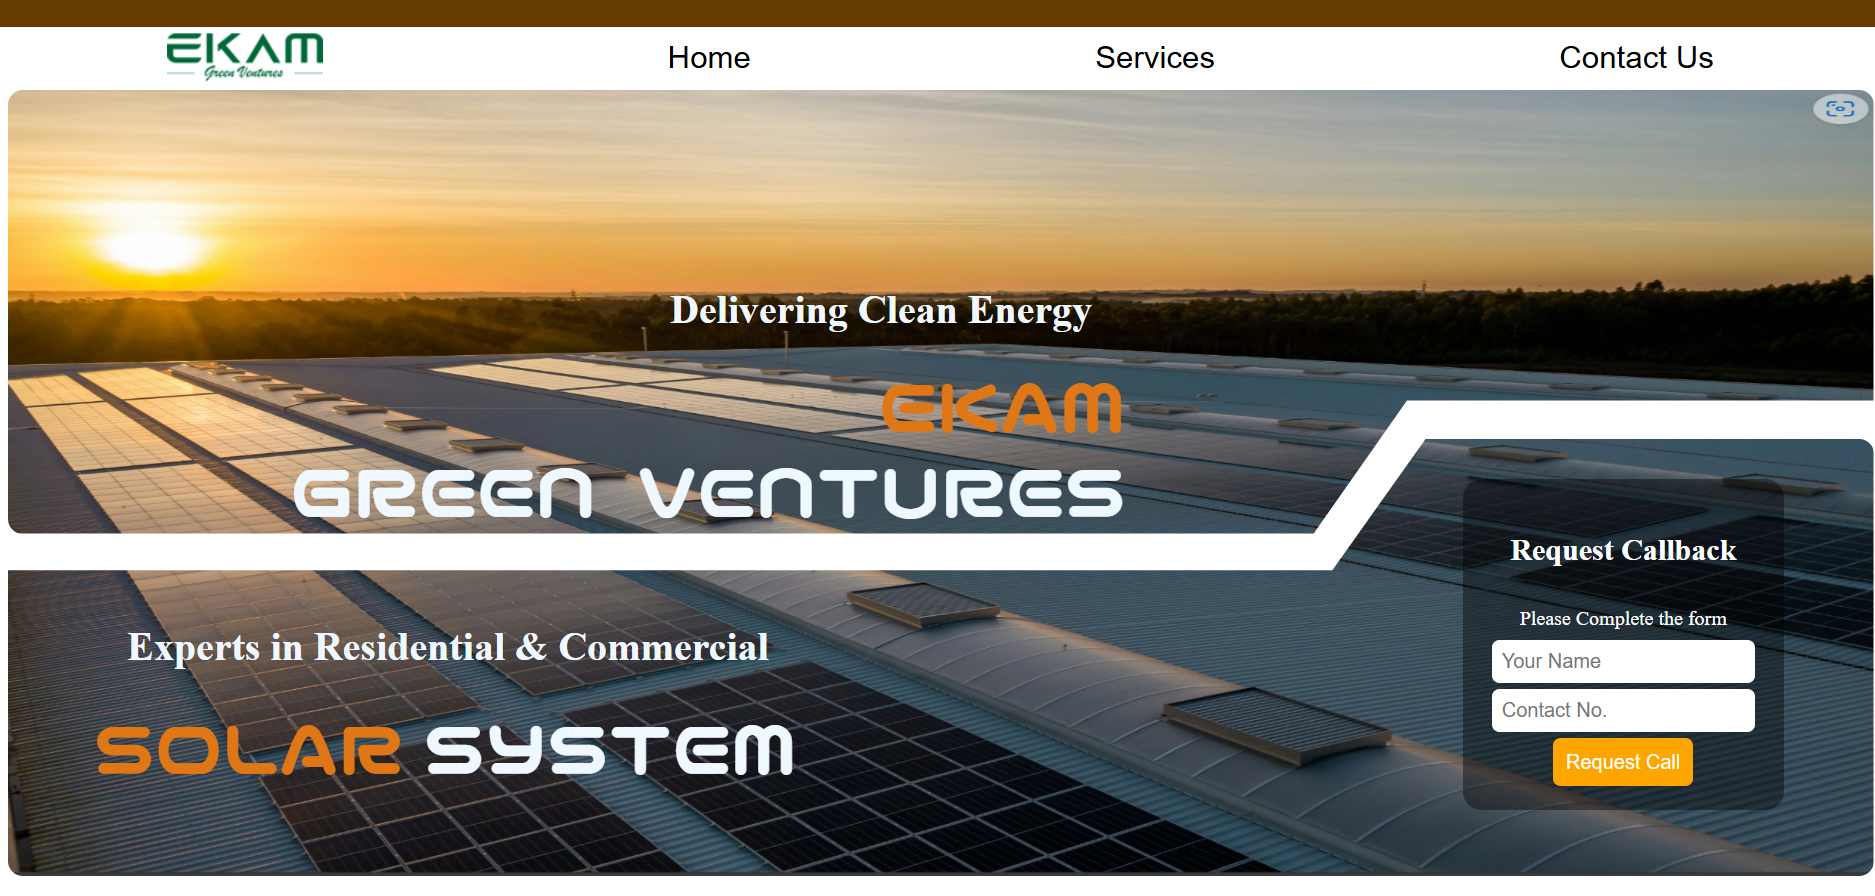 EKAM
Green Ventures
Home
Services
Contact Us
Delivering Clean Energy
EKAM
GREEN VENTURES
Experts in Residential & Commercial
SOLAR SYSTEM
Request Callback
Please Complete the form
Your Name
Contact No.
Request Call